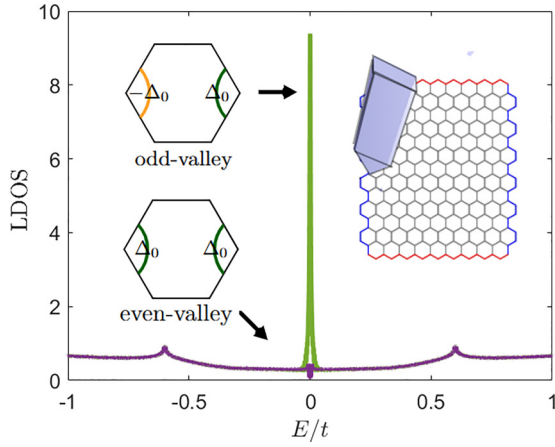 10
8
6
4
2
0
LDOS
-1
-0.5
0
0.5
1
E/t
−Δ₀ Δ₀
odd-valley
Δ₀ Δ₀
even-valley